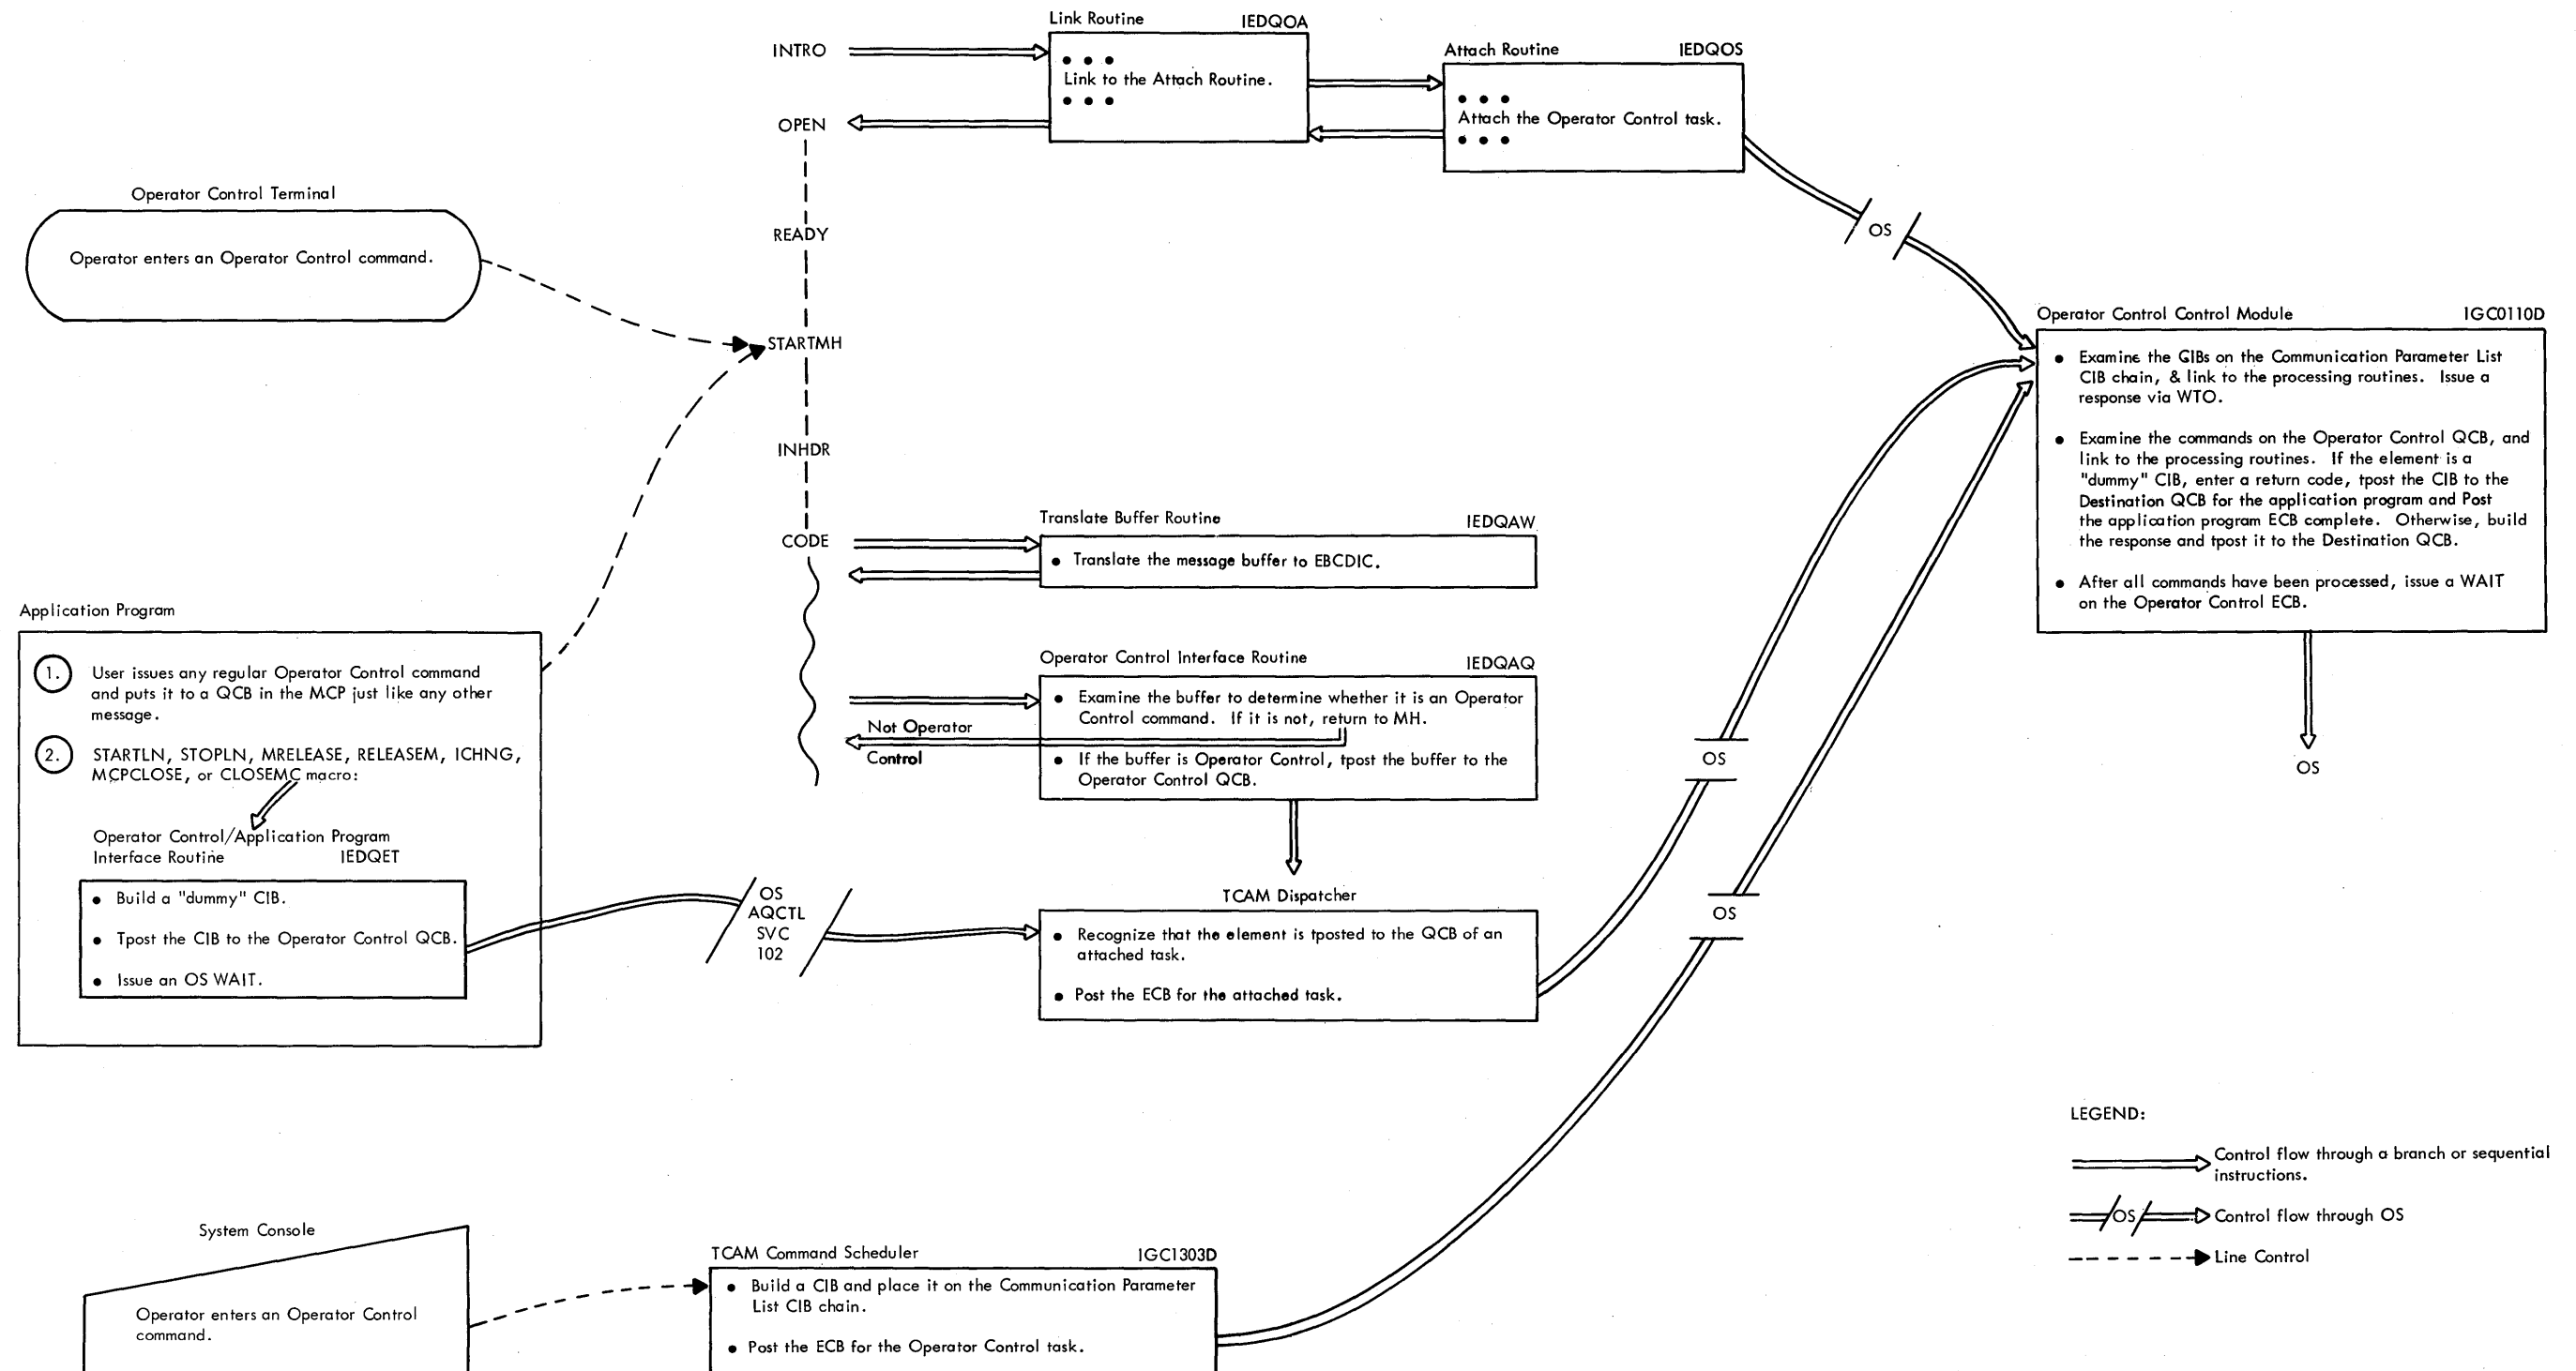 Link Routine IEDQOA
INTRO
• • •
Link to the Attach Routine.
• • •
OPEN
Attach Routine IEDQOS
• • •
Attach the Operator Control task.
• • •
OS
Operator Control Terminal
Operator enters an Operator Control command.
READY
STARTMH
INHDR
CODE
Operator Control Control Module IGC0110D
• Examine the CIBs on the Communication Parameter List
CIB chain, & link to the processing routines. Issue a
response via WTO.
• Examine the commands on the Operator Control QCB, and
link to the processing routines. If the element is a
"dummy" CIB, enter a return code, tpost the CIB to the
Destination QCB for the application program and Post
the application program ECB complete. Otherwise, build
the response and tpost it to the Destination QCB.
• After all commands have been processed, issue a WAIT
on the Operator Control ECB.
OS
Translate Buffer Routine IEDQAW
• Translate the message buffer to EBCDIC.
Application Program
1. User issues any regular Operator Control command
and puts it to a QCB in the MCP just like any other
message.
2. STARTLN, STOPLN, MRELEASE, RELEASEM, ICHNG,
MCPCLOSE, or CLOSEMC macro:
Operator Control/Application Program
Interface Routine IEDQET
• Build a "dummy" CIB.
• Tpost the CIB to the Operator Control QCB.
• Issue an OS WAIT.
Operator Control Interface Routine IEDQAQ
• Examine the buffer to determine whether it is an Operator
Control command. If it is not, return to MH.
Not Operator
Control
• If the buffer is Operator Control, tpost the buffer to the
Operator Control QCB.
OS
AQCTL
SVC
102
TCAM Dispatcher
• Recognize that the element is tposted to the QCB of an
attached task.
• Post the ECB for the attached task.
OS
OS
LEGEND:
Control flow through a branch or sequential
instructions.
OS Control flow through OS
Line Control
System Console
Operator enters an Operator Control
command.
TCAM Command Scheduler IGC1303D
• Build a CIB and place it on the Communication Parameter
List CIB chain.
• Post the ECB for the Operator Control task.